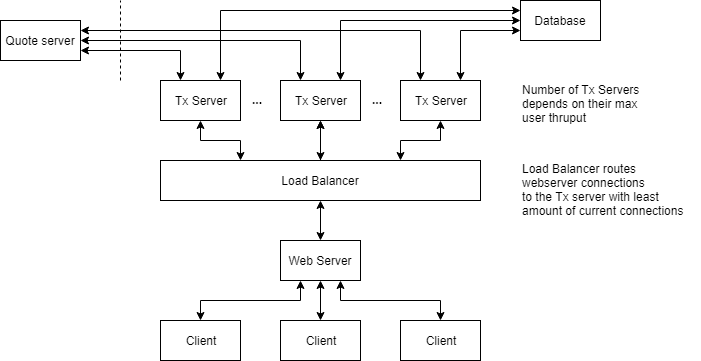 Database
Quote server
Tx Server ... Tx Server ... Tx Server
Number of Tx Servers
depends on their max
user thruput
Load Balancer
Load Balancer routes
webserver connections
to the Tx server with least
amount of current connections
Web Server
Client Client Client